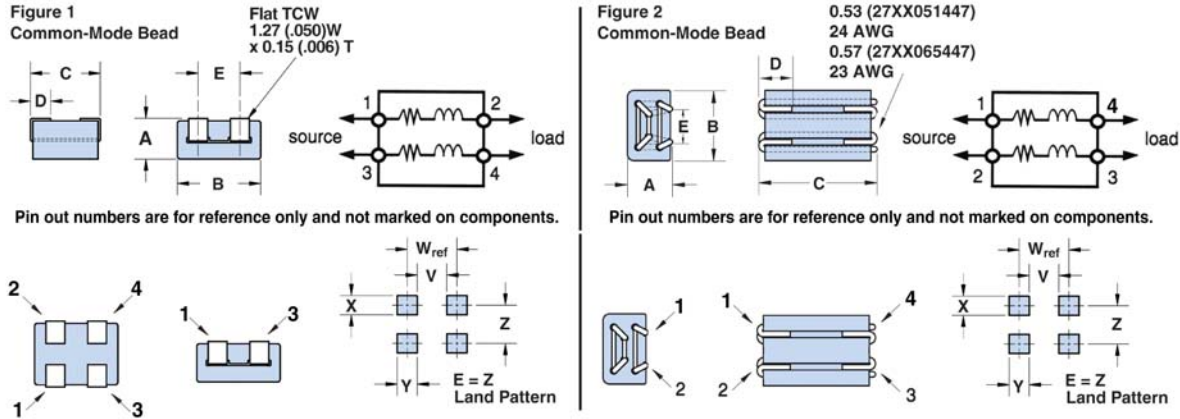 Figure 1
Common-Mode Bead
Flat TCW
1.27 (.050)W
x 0.15 (.006) T
C
D
A
E
B
1
2
source
load
3
4
Pin out numbers are for reference only and not marked on components.
2
4
1
3
1
3
Wref
V
X
Z
Y
E = Z
Land Pattern
Figure 2
Common-Mode Bead
0.53 (27XX051447)
24 AWG
0.57 (27XX065447)
23 AWG
D
E
B
A
C
1
4
source
load
2
3
Pin out numbers are for reference only and not marked on components.
1
2
1
4
2
3
Wref
V
X
Z
Y
E = Z
Land Pattern